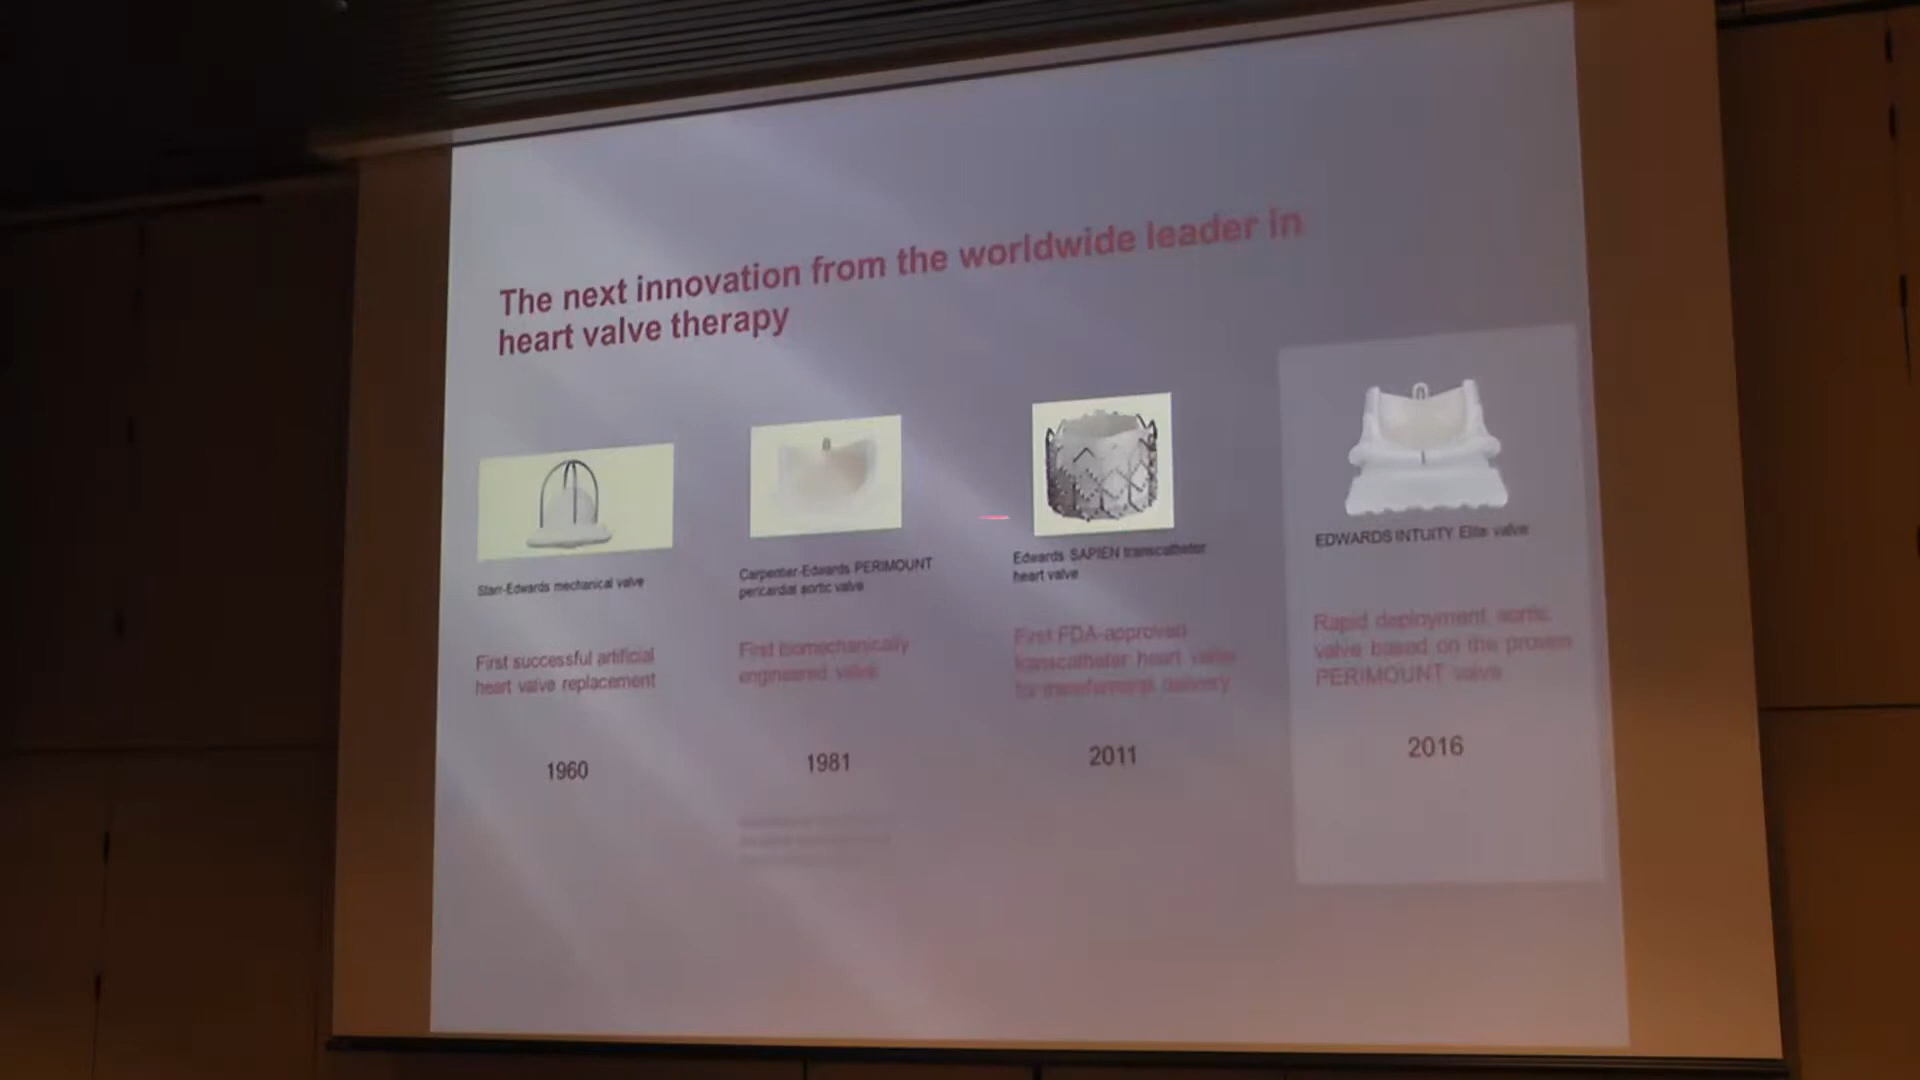 The next innovation from the worldwide leader in
heart valve therapy
Starr-Edwards mechanical valve
Carpentier-Edwards PERIMOUNT
pericardial aortic valve
Edwards SAPIEN transcatheter
heart valve
EDWARDS INTUITY Elite valve
First successful artificial
heart valve replacement
First biomechanically
engineered valve
First FDA-approved
transcatheter heart valve
for transfemoral delivery
Rapid deployment aortic
valve based on the proven
PERIMOUNT valve
1960
1981
2011
2016